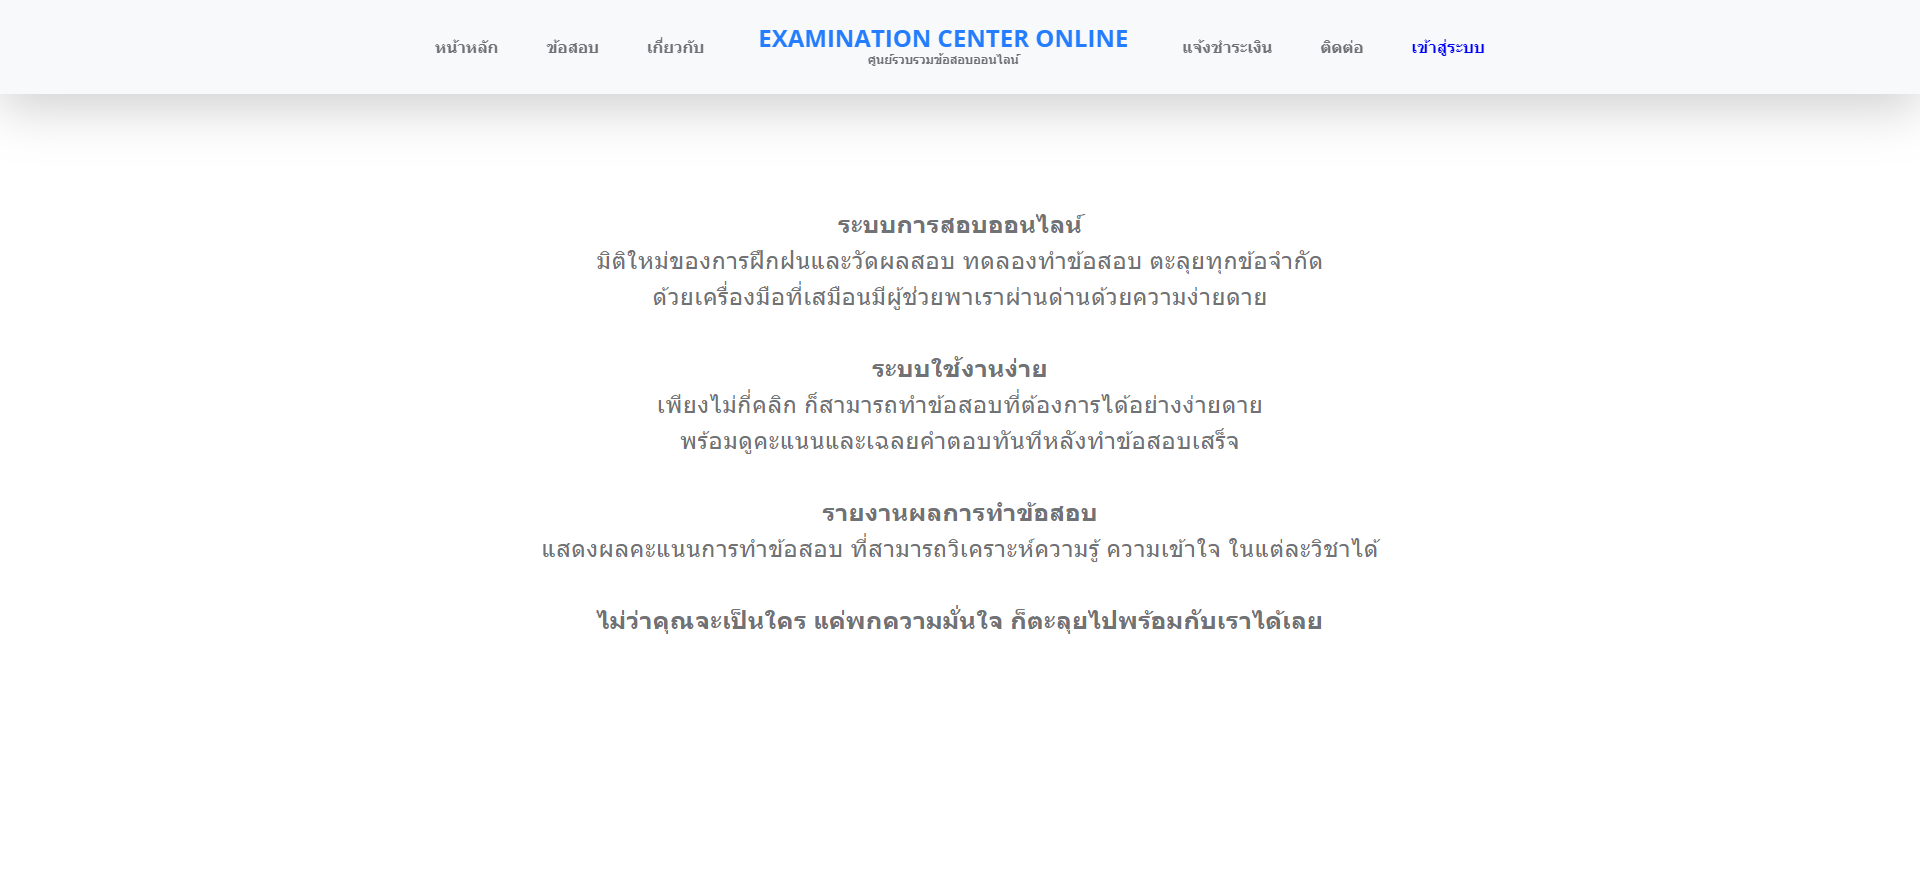 หน้าหลัก ข้อสอบ เกี่ยวกับ EXAMINATION CENTER ONLINE แจ้งชำระเงิน ติดต่อ เข้าสู่ระบบ
ศูนย์รวบรวมข้อสอบออนไลน์
ระบบการสอบออนไลน์
มิติใหม่ของการฝึกฝนและวัดผลสอบ ทดลองทำข้อสอบ ตะลุยทุกข้อจำกัด
ด้วยเครื่องมือที่เสมือนมีผู้ช่วยพาเราผ่านด่านด้วยความง่ายดาย
ระบบใช้งานง่าย
เพียงไม่กี่คลิก ก็สามารถทำข้อสอบที่ต้องการได้อย่างง่ายดาย
พร้อมดูคะแนนและเฉลยคำตอบทันทีหลังทำข้อสอบเสร็จ
รายงานผลการทำข้อสอบ
แสดงผลคะแนนการทำข้อสอบ ที่สามารถวิเคราะห์ความรู้ ความเข้าใจ ในแต่ละวิชาได้
ไม่ว่าคุณจะเป็นใคร แค่พกความมั่นใจ ก็ตะลุยไปพร้อมกับเราได้เลย